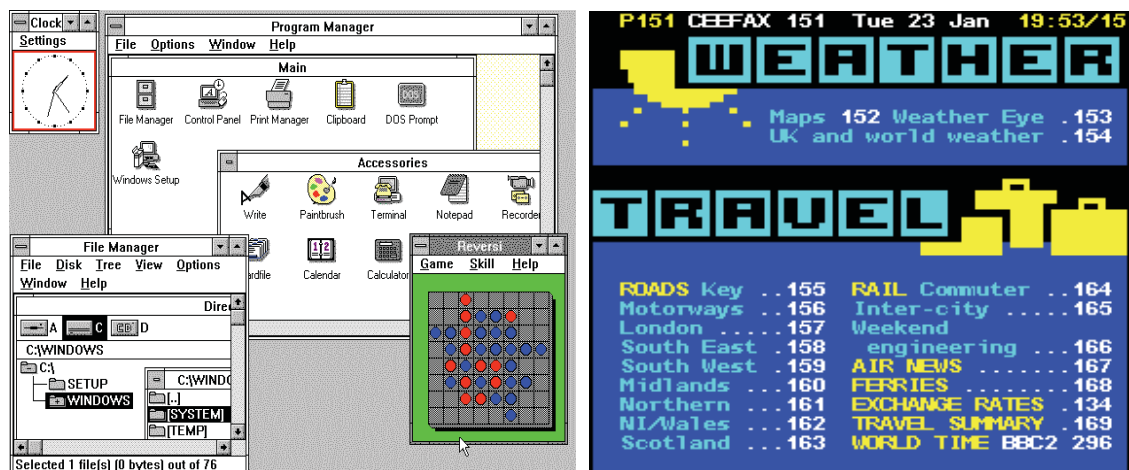 Clock
Settings
Program Manager
File Options Window Help
Main
File Manager Control Panel Print Manager Clipboard DOS Prompt
DOS
Windows Setup
Accessories
Write Paintbrush Terminal Notepad Recorder
ardfile Calendar Calculator
File Manager
File Disk Tree View Options
Window Help
Direc
A C CD D
C:\WINDOWS
C:\
SETUP
WINDOWS
C:\WINDO
[..]
[SYSTEM]
[TEMP]
Selected 1 file(s) (0 bytes) out of 76
Reversi
Game Skill Help
P151 CEEFAX 151 Tue 23 Jan 19:53/15
WEATHER
Maps 152 Weather Eye .153
UK and world weather .154
TRAVEL
ROADS Key ..155 RAIL Commuter ...164
Motorways ...156 Inter-city .....165
London .....157 Weekend
South East .158 engineering ...166
South West .159 AIR NEWS .......167
Midlands ...160 FERRIES ........168
Northern ...161 EXCHANGE RATES .134
NI/Wales ...162 TRAVEL SUMMARY .169
Scotland ...163 WORLD TIME BBC2 296